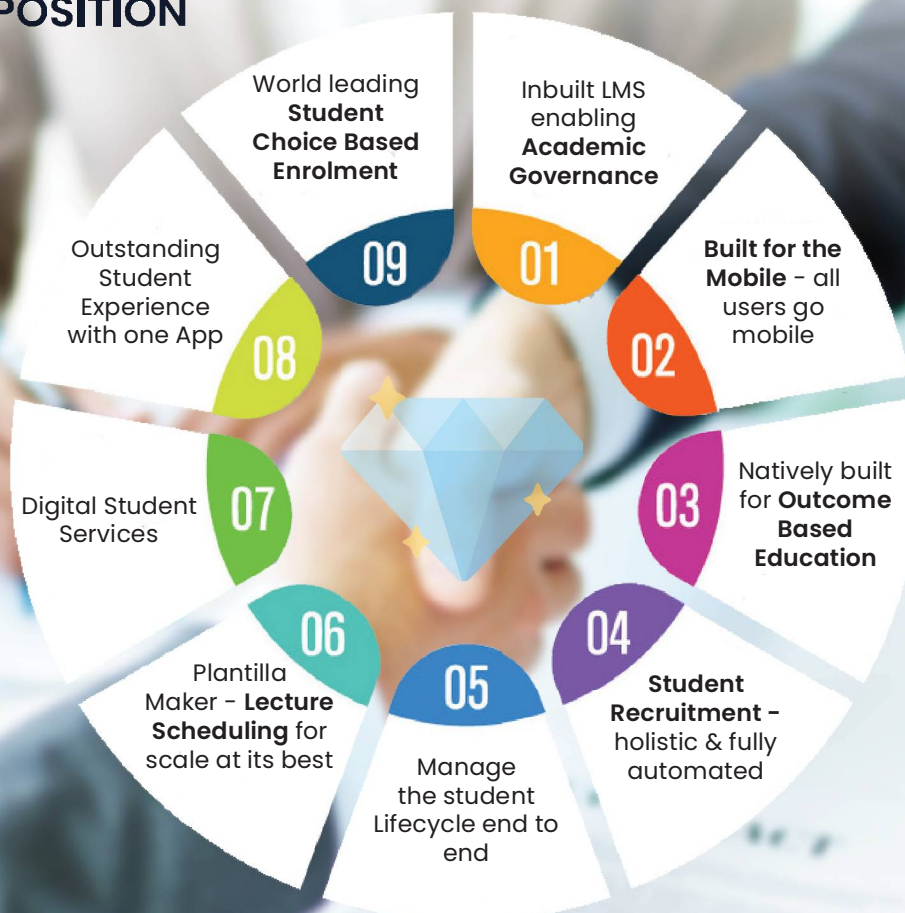 POSITION
Inbuilt LMS
enabling
Academic
Governance
01
Built for the
Mobile - all
users go
mobile
02
Natively built
for Outcome
Based
Education
03
04
Student
Recruitment -
holistic & fully
automated
05
Manage
the student
Lifecycle end to
end
06
Plantilla
Maker - Lecture
Scheduling for
scale at its best
07
Digital Student
Services
08
Outstanding
Student
Experience
with one App
09
World leading
Student
Choice Based
Enrolment
ACT